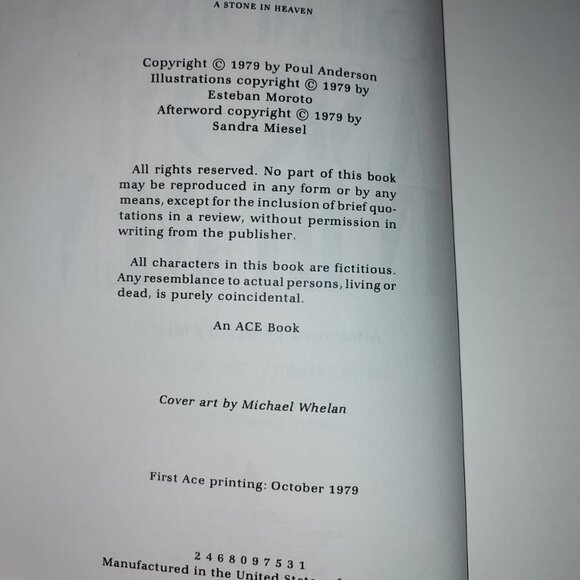 A STONE IN HEAVEN
Copyright © 1979 by Poul Anderson
Illustrations copyright © 1979 by
Esteban Moroto
Afterword copyright © 1979 by
Sandra Miesel
All rights reserved. No part of this book
may be reproduced in any form or by any
means, except for the inclusion of brief quo-
tations in a review, without permission in
writing from the publisher.
All characters in this book are fictitious.
Any resemblance to actual persons, living or
dead, is purely coincidental.
An ACE Book
Cover art by Michael Whelan
First Ace printing: October 1979
2 4 6 8 0 9 7 5 3 1
Manufactured in the United States